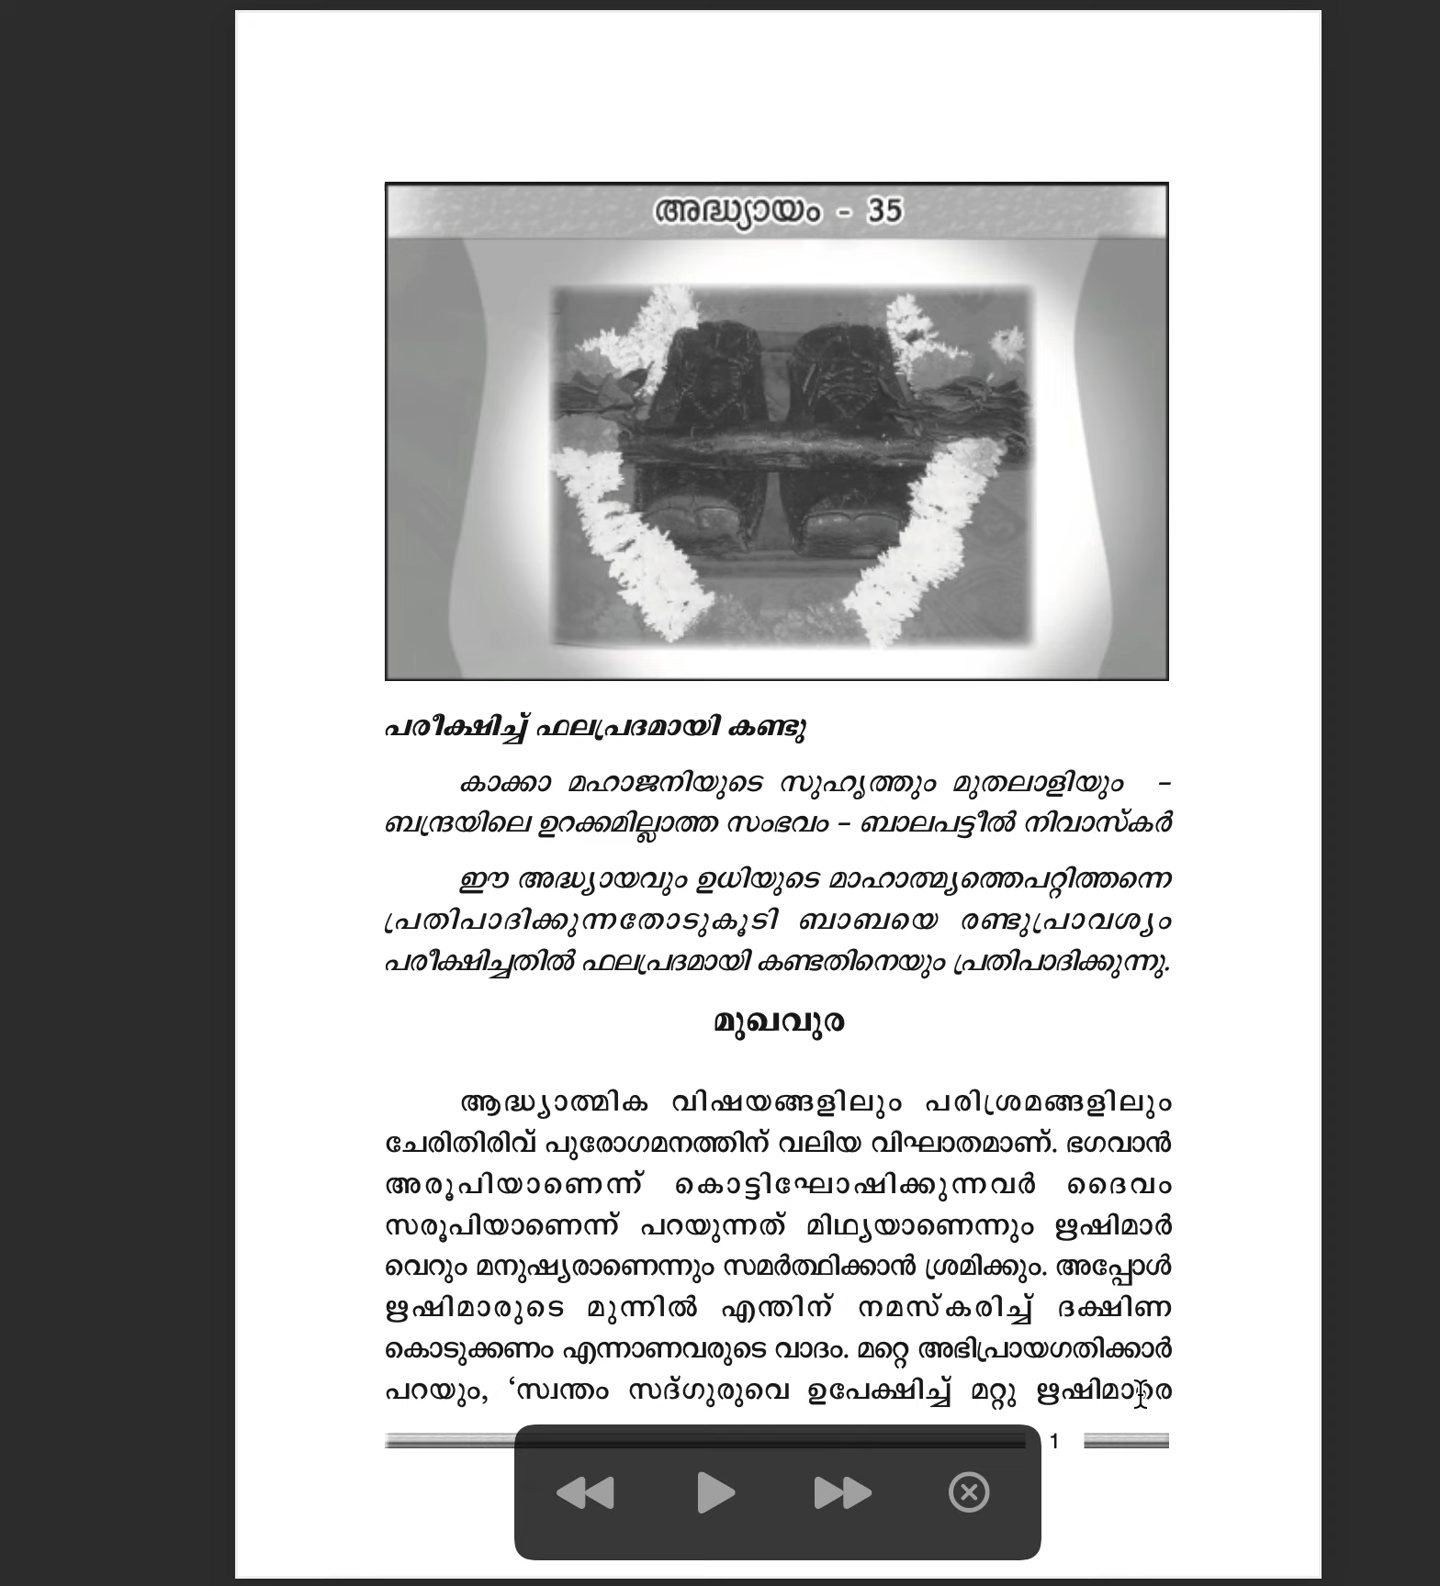 അദ്ധ്യായം - 35
പരീക്ഷിച്ച് ഫലപ്രദമായി കണ്ടു
കാക്കാ മഹാജനിയുടെ സുഹൃത്തും മുതലാളിയും –
ബന്ദ്രയിലെ ഉറക്കമില്ലാത്ത സംഭവം – ബാലപട്ടീൽ നിവാസ്കർ
ഈ അദ്ധ്യായവും ഉധിയുടെ മാഹാത്മ്യത്തെപറ്റിത്തന്നെ
പ്രതിപാദിക്കുന്നതോടുകൂടി ബാബയെ രണ്ടുപ്രാവശ്യം
പരീക്ഷിച്ചതിൽ ഫലപ്രദമായി കണ്ടതിനെയും പ്രതിപാദിക്കുന്നു.
മുഖവുര
ആദ്ധ്യാത്മിക വിഷയങ്ങളിലും പരിശ്രമങ്ങളിലും
ചേരിതിരിവ് പുരോഗമനത്തിന് വലിയ വിഘാതമാണ്. ഭഗവാൻ
അരൂപിയാണെന്ന് കൊട്ടിഘോഷിക്കുന്നവർ ദൈവം
സരൂപിയാണെന്ന് പറയുന്നത് മിഥ്യയാണെന്നും ഋഷിമാർ
വെറും മനുഷ്യരാണെന്നും സമർത്ഥിക്കാൻ ശ്രമിക്കും. അപ്പോൾ
ഋഷിമാരുടെ മുന്നിൽ എന്തിന് നമസ്കരിച്ച് ദക്ഷിണ
കൊടുക്കണം എന്നാണവരുടെ വാദം. മറ്റെ അഭിപ്രായഗതിക്കാർ
പറയും, ‘സ്വന്തം സദ്ഗുരുവെ ഉപേക്ഷിച്ച് മറ്റു ഋഷിമാരെ
1